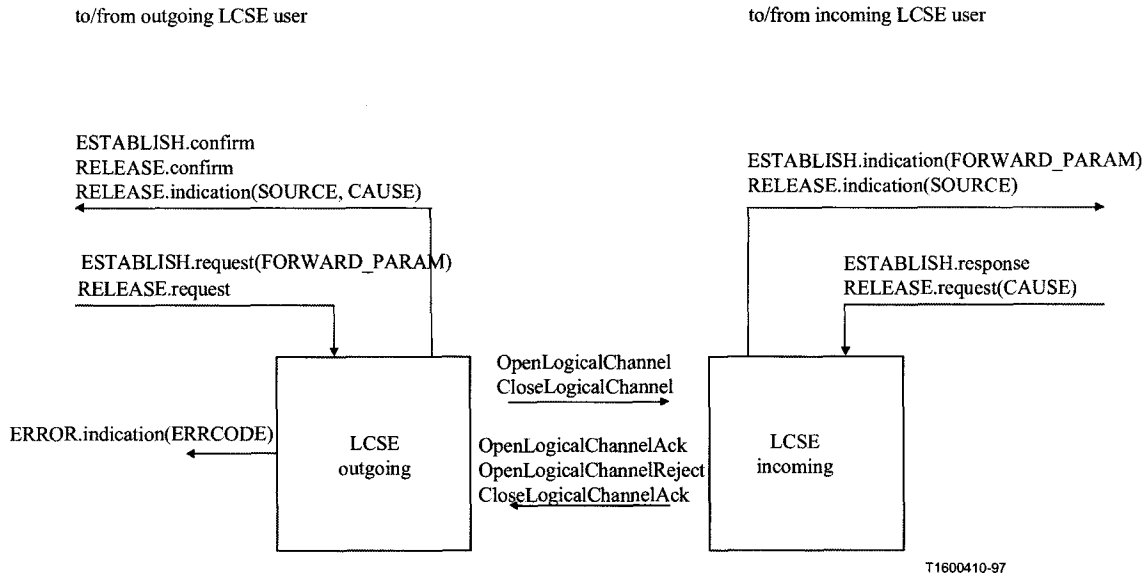 to/from outgoing LCSE user
to/from incoming LCSE user
ESTABLISH.confirm
RELEASE.confirm
RELEASE.indication(SOURCE, CAUSE)
ESTABLISH.indication(FORWARD_PARAM)
RELEASE.indication(SOURCE)
ESTABLISH.request(FORWARD_PARAM)
RELEASE.request
ESTABLISH.response
RELEASE.request(CAUSE)
OpenLogicalChannel
CloseLogicalChannel
ERROR.indication(ERRCODE)
LCSE
outgoing
OpenLogicalChannelAck
OpenLogicalChannelReject
CloseLogicalChannelAck
LCSE
incoming
T1600410-97